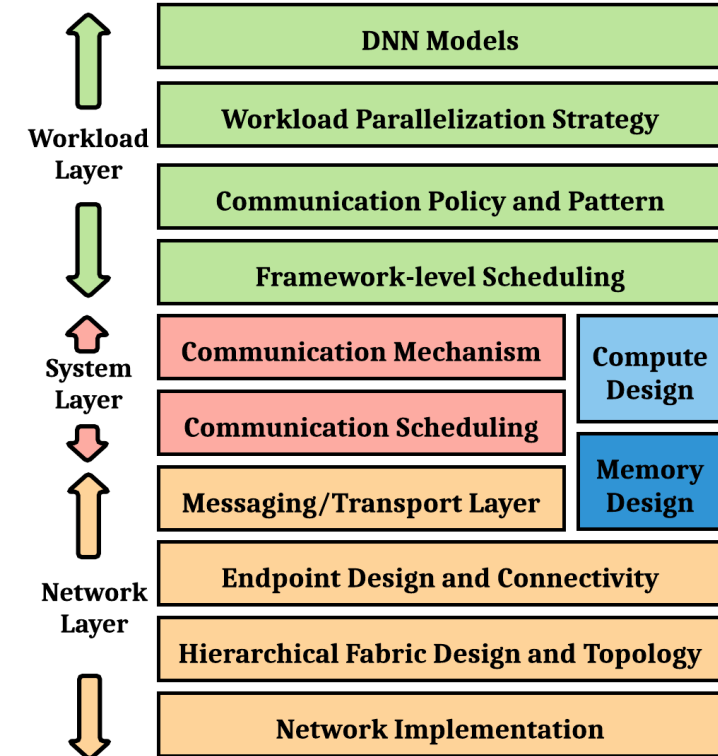 DNN Models
Workload Parallelization Strategy
Workload
Layer
Communication Policy and Pattern
Framework-level Scheduling
Communication Mechanism
System
Layer
Communication Scheduling
Compute
Design
Messaging/Transport Layer
Memory
Design
Endpoint Design and Connectivity
Network
Layer
Hierarchical Fabric Design and Topology
Network Implementation